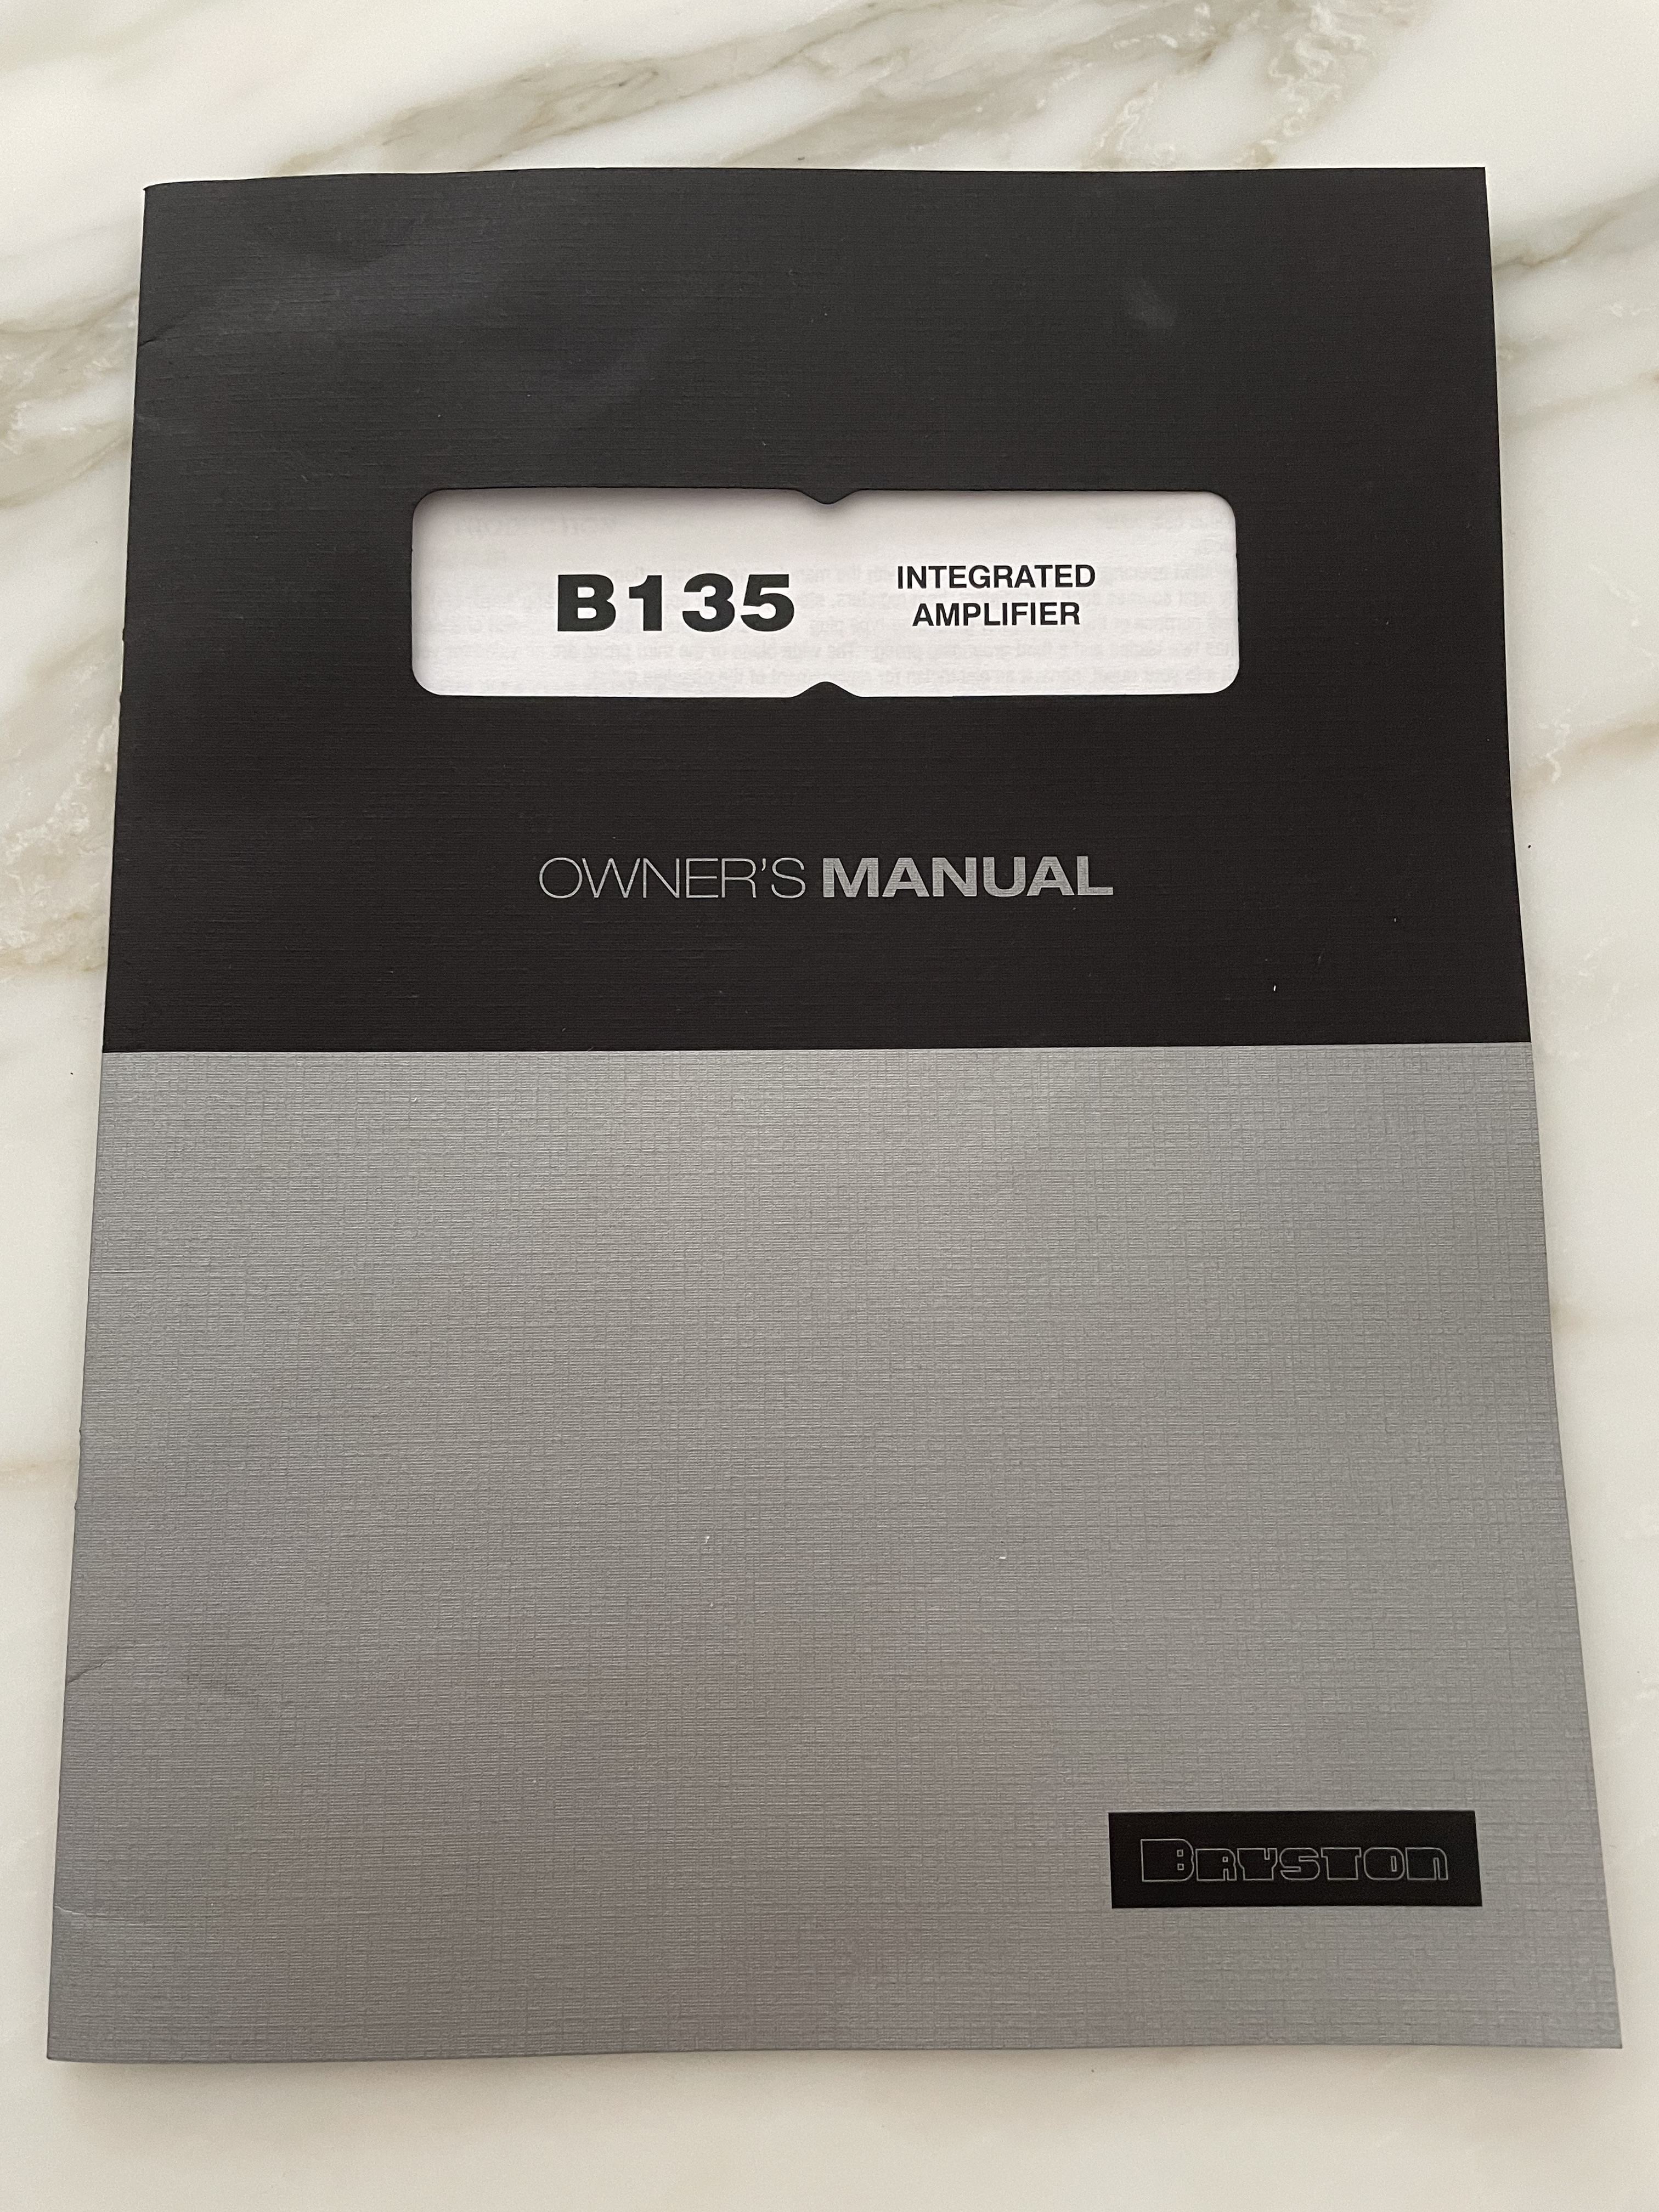 B135
INTEGRATED
AMPLIFIER
OWNER'S MANUAL
BRYSTON